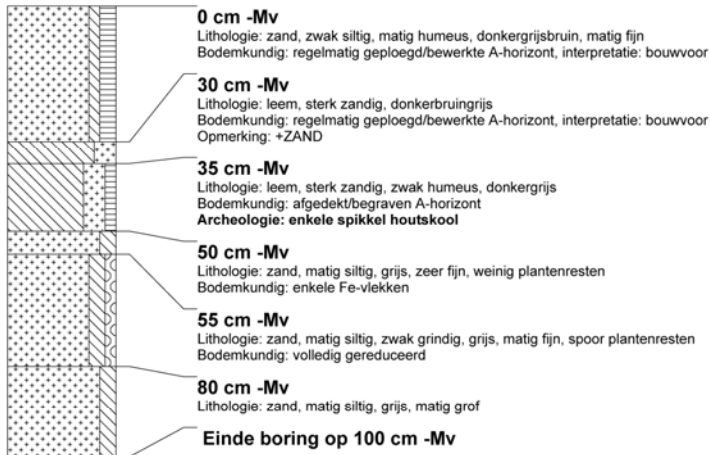 0 cm -Mv
Lithologie: zand, zwak siltig, matig humeus, donkergrijsbruin, matig fijn
Bodemkundig: regelmatig geploegd/bewerkte A-horizont, interpretatie: bouwvoor
30 cm -Mv
Lithologie: leem, sterk zandig, donkerbruingrijs
Bodemkundig: regelmatig geploegd/bewerkte A-horizont, interpretatie: bouwvoor
Opmerking: +ZAND
35 cm -Mv
Lithologie: leem, sterk zandig, zwak humeus, donkergrijs
Bodemkundig: afgedekt/begraven A-horizont
Archeologie: enkele spikkel houtskool
50 cm -Mv
Lithologie: zand, matig siltig, grijs, zeer fijn, weinig plantenresten
Bodemkundig: enkele Fe-vlekken
55 cm -Mv
Lithologie: zand, matig siltig, zwak grindig, grijs, matig fijn, spoor plantenresten
Bodemkundig: volledig gereduceerd
80 cm -Mv
Lithologie: zand, matig siltig, grijs, matig grof
Einde boring op 100 cm -Mv